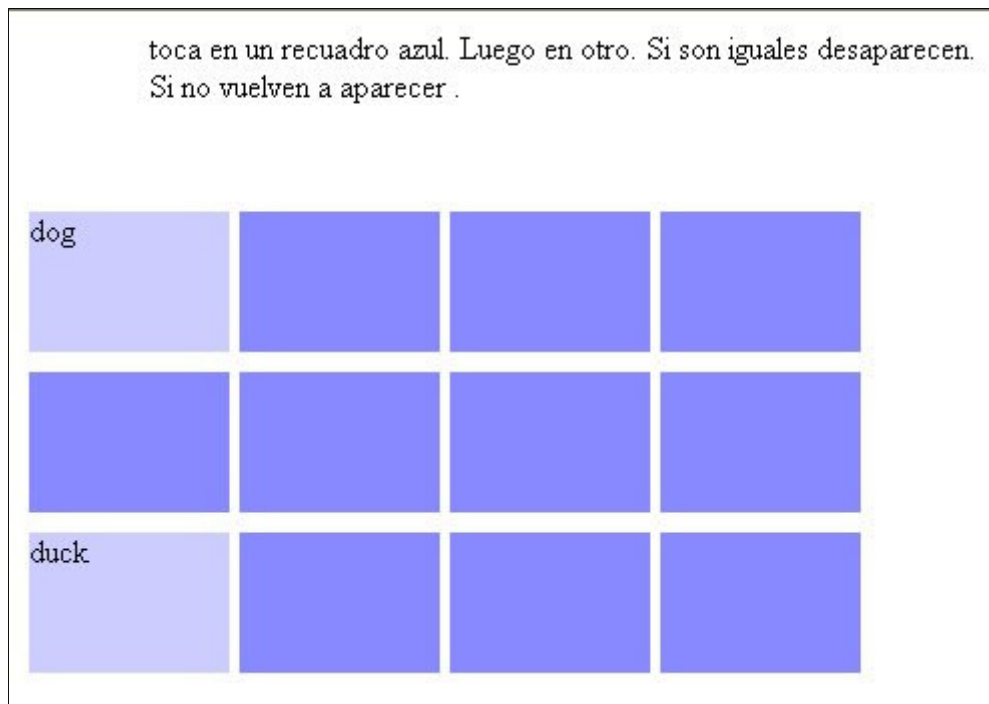 toca en un recuadro azul. Luego en otro. Si son iguales desaparecen.
Si no vuelven a aparecer .
dog
duck